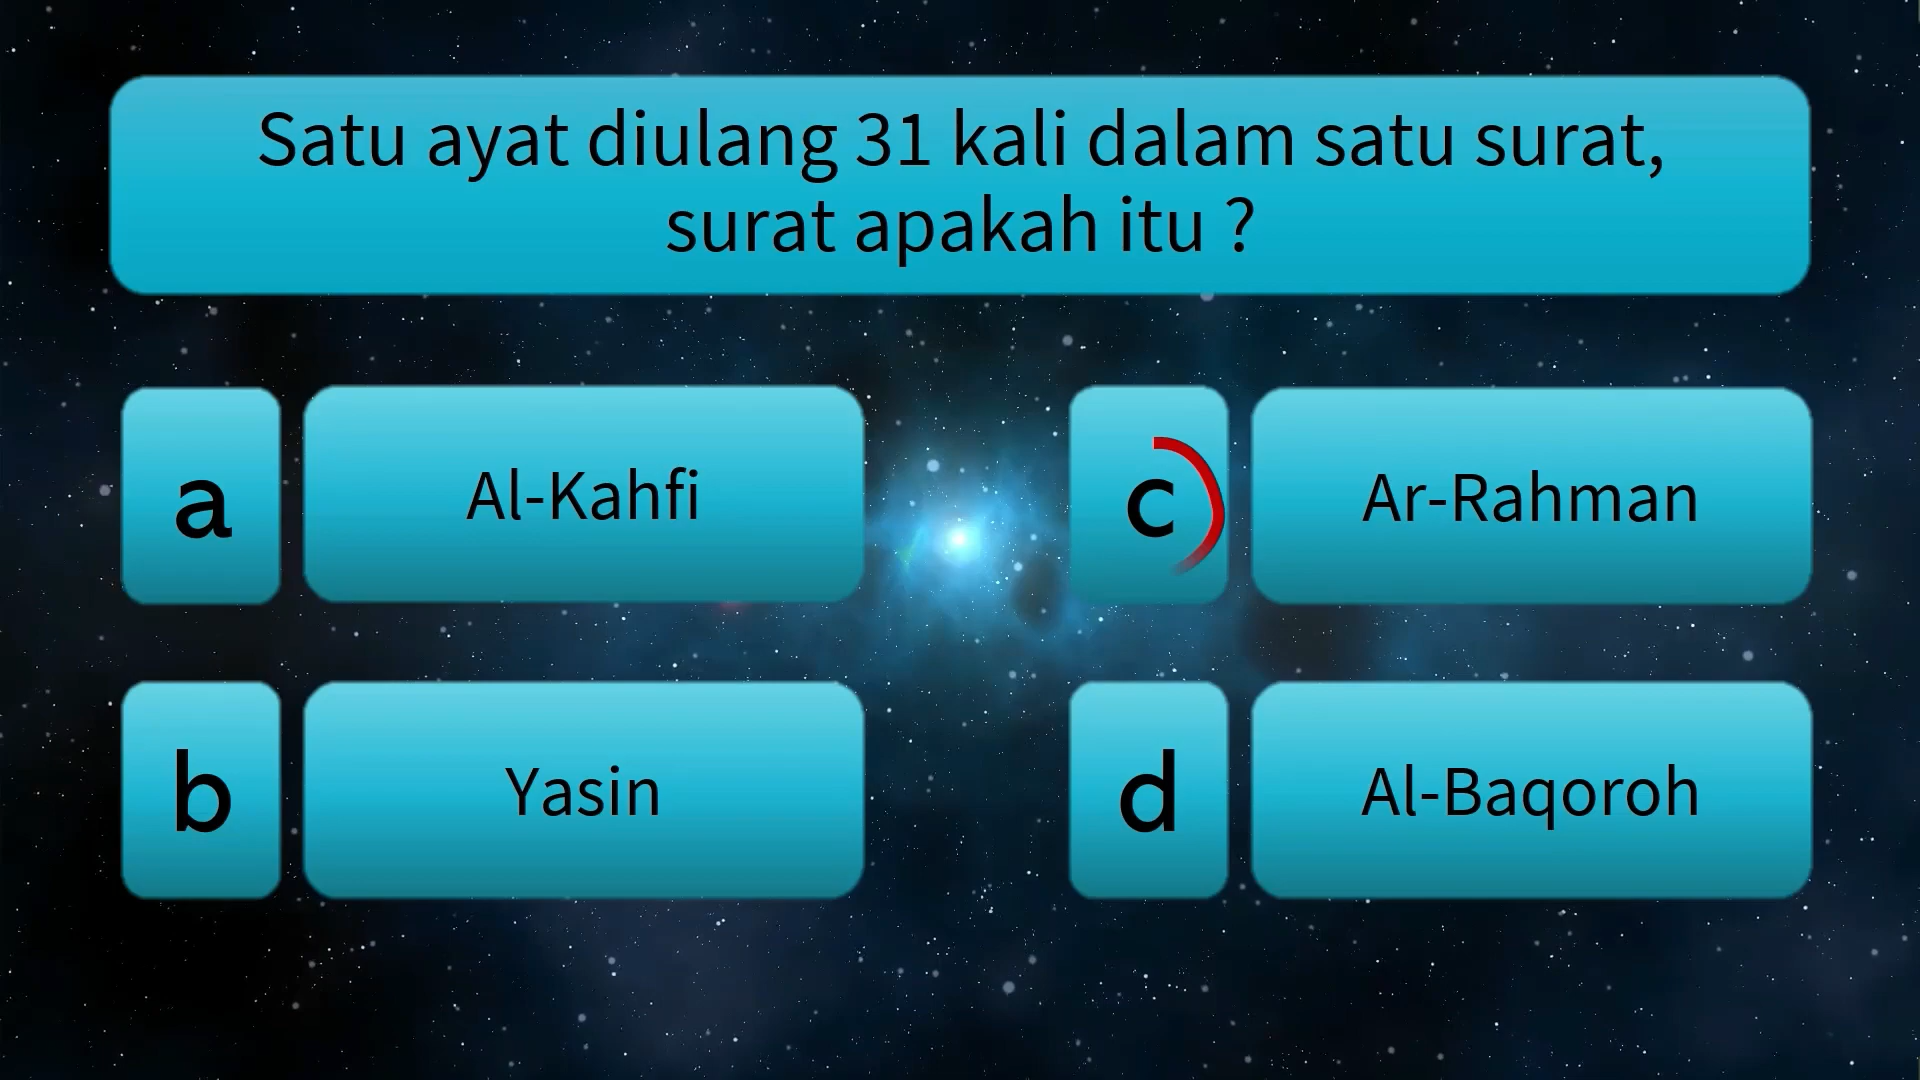 Satu ayat diulang 31 kali dalam satu surat,
surat apakah itu ?
a
Al-Kahfi
c
Ar-Rahman
b
Yasin
d
Al-Baqoroh